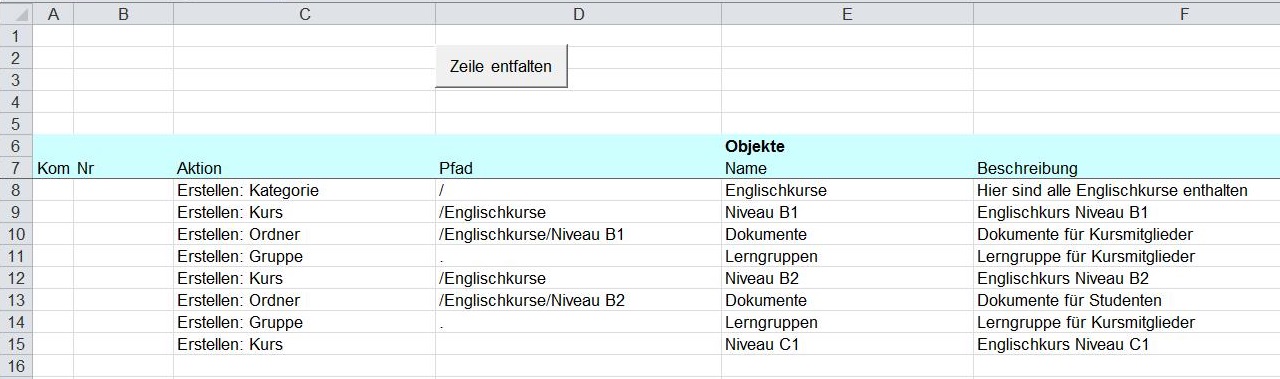 A B C D E F
1
2
Zeile entfalten
3
4
5
6 Objekte
7 Kom Nr Aktion Pfad Name Beschreibung
8 Erstellen: Kategorie / Englischkurse Hier sind alle Englischkurse enthalten
9 Erstellen: Kurs /Englischkurse Niveau B1 Englischkurs Niveau B1
10 Erstellen: Ordner /Englischkurse/Niveau B1 Dokumente Dokumente für Kursmitglieder
11 Erstellen: Gruppe . Lerngruppen Lerngruppe für Kursmitglieder
12 Erstellen: Kurs /Englischkurse Niveau B2 Englischkurs Niveau B2
13 Erstellen: Ordner /Englischkurse/Niveau B2 Dokumente Dokumente für Studenten
14 Erstellen: Gruppe . Lerngruppen Lerngruppe für Kursmitglieder
15 Erstellen: Kurs Niveau C1 Englischkurs Niveau C1
16